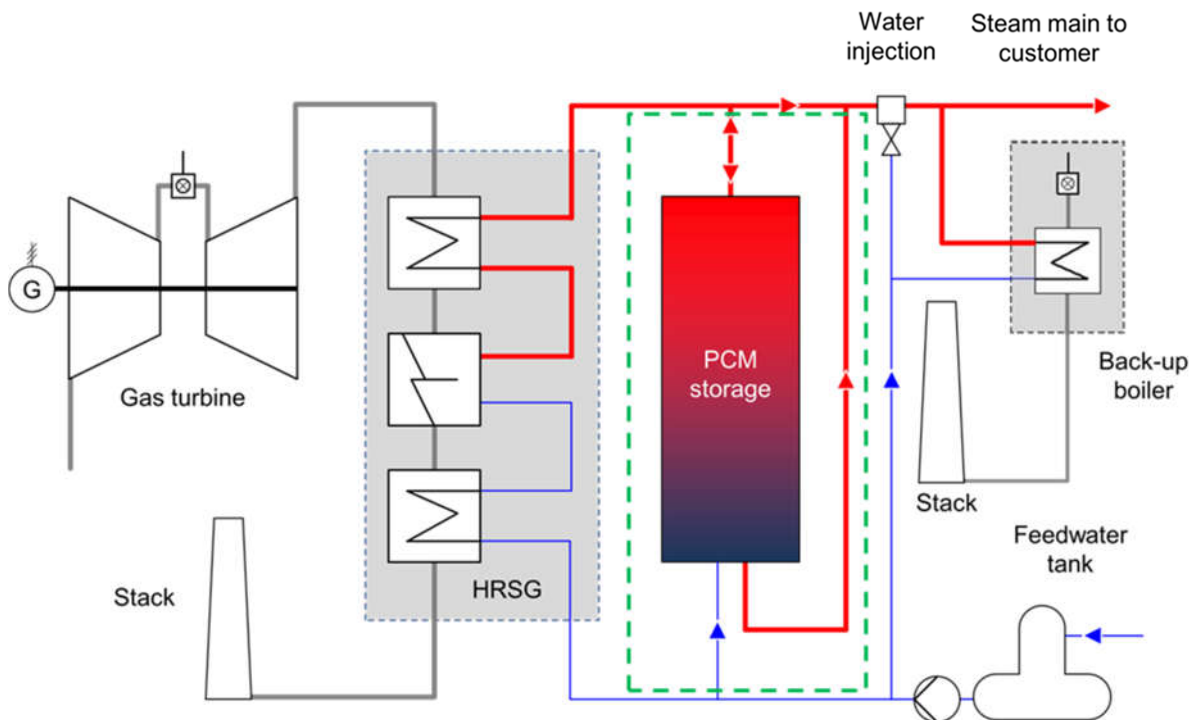 Water
injection
Steam main to
customer
G
Gas turbine
PCM
storage
Back-up
boiler
Stack
Feedwater
tank
HRSG
Stack